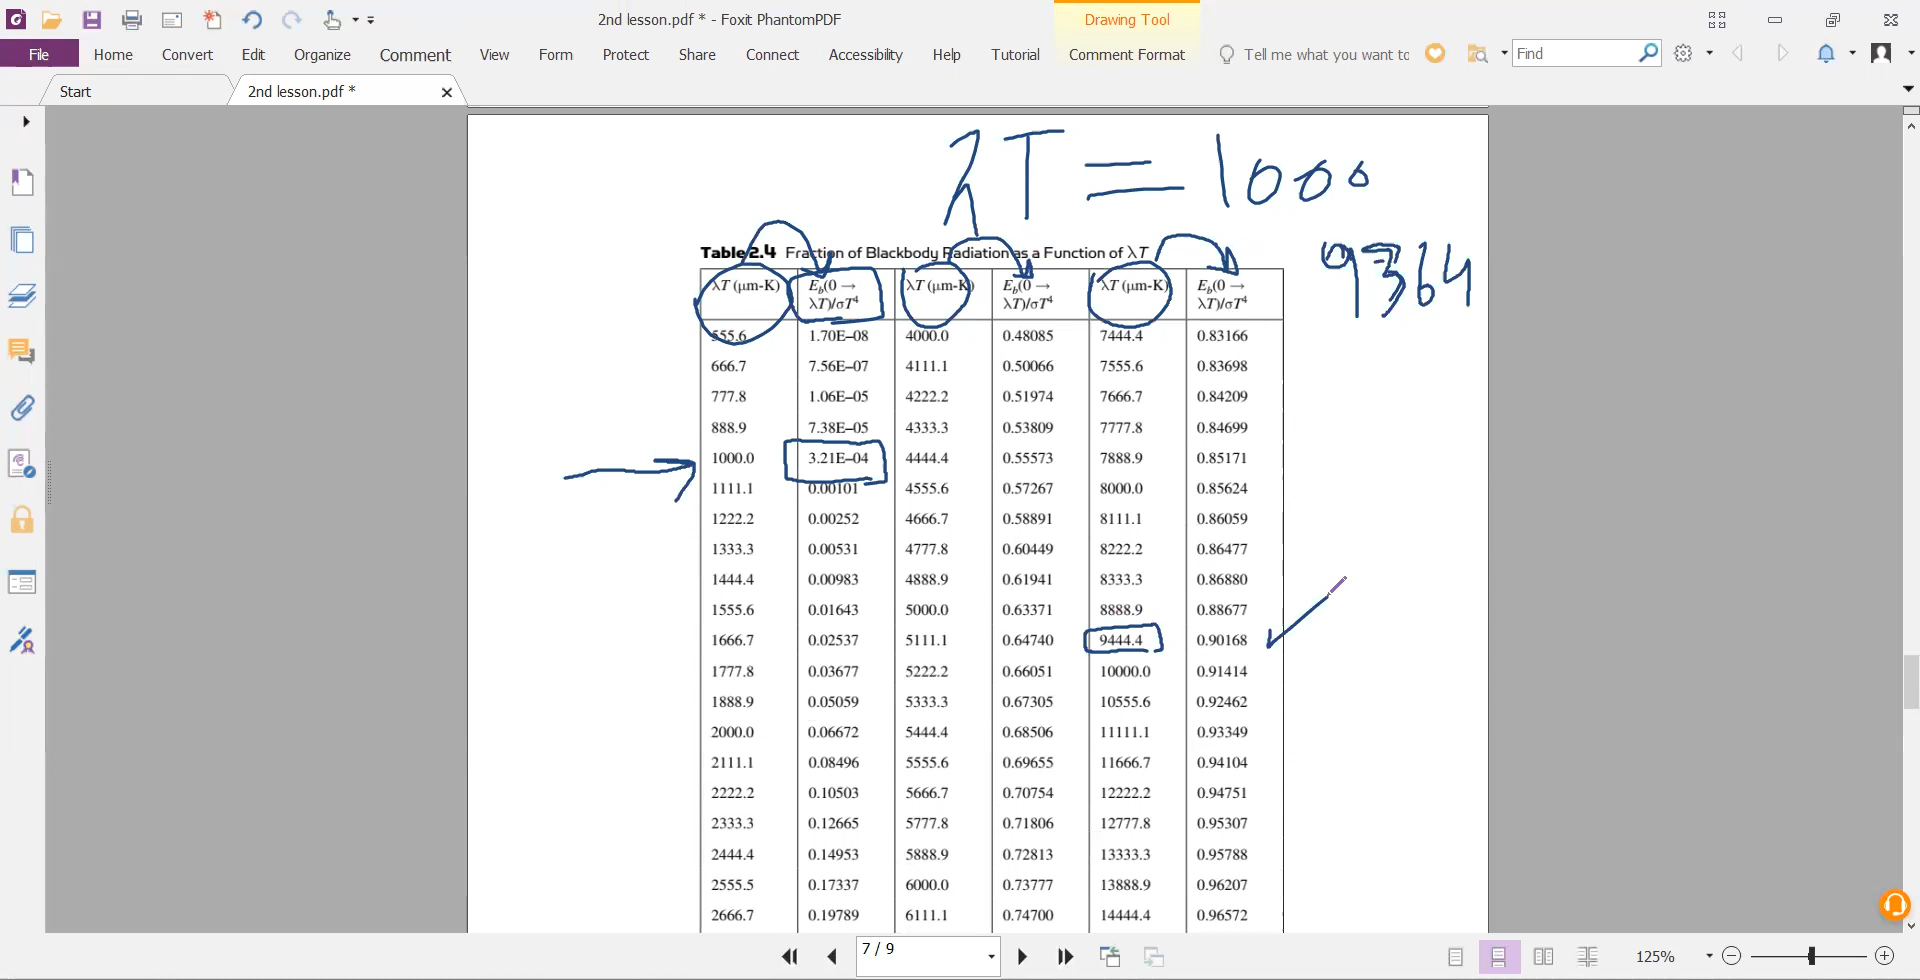 2nd lesson.pdf * - Foxit PhantomPDF
Drawing Tool
File Home Convert Edit Organize Comment View Form Protect Share Connect Accessibility Help Tutorial Comment Format Tell me what you want to Find
Start 2nd lesson.pdf *
λT = 1000
9364
Table 2.4 Fraction of Blackbody Radiation as a Function of λT
λT (μm-K) E_b(0 → λT)/σT⁴ λT (μm-K) E_b(0 → λT)/σT⁴ λT (μm-K) E_b(0 → λT)/σT⁴
555.6 1.70E–08 4000.0 0.48085 7444.4 0.83166
666.7 7.56E–07 4111.1 0.50066 7555.6 0.83698
777.8 1.06E–05 4222.2 0.51974 7666.7 0.84209
888.9 7.38E–05 4333.3 0.53809 7777.8 0.84699
1000.0 3.21E–04 4444.4 0.55573 7888.9 0.85171
1111.1 0.00101 4555.6 0.57267 8000.0 0.85624
1222.2 0.00252 4666.7 0.58891 8111.1 0.86059
1333.3 0.00531 4777.8 0.60449 8222.2 0.86477
1444.4 0.00983 4888.9 0.61941 8333.3 0.86880
1555.6 0.01643 5000.0 0.63371 8888.9 0.88677
1666.7 0.02537 5111.1 0.64740 9444.4 0.90168
1777.8 0.03677 5222.2 0.66051 10000.0 0.91414
1888.9 0.05059 5333.3 0.67305 10555.6 0.92462
2000.0 0.06672 5444.4 0.68506 11111.1 0.93349
2111.1 0.08496 5555.6 0.69655 11666.7 0.94104
2222.2 0.10503 5666.7 0.70754 12222.2 0.94751
2333.3 0.12665 5777.8 0.71806 12777.8 0.95307
2444.4 0.14953 5888.9 0.72813 13333.3 0.95788
2555.5 0.17337 6000.0 0.73777 13888.9 0.96207
2666.7 0.19789 6111.1 0.74700 14444.4 0.96572
7 / 9 125%